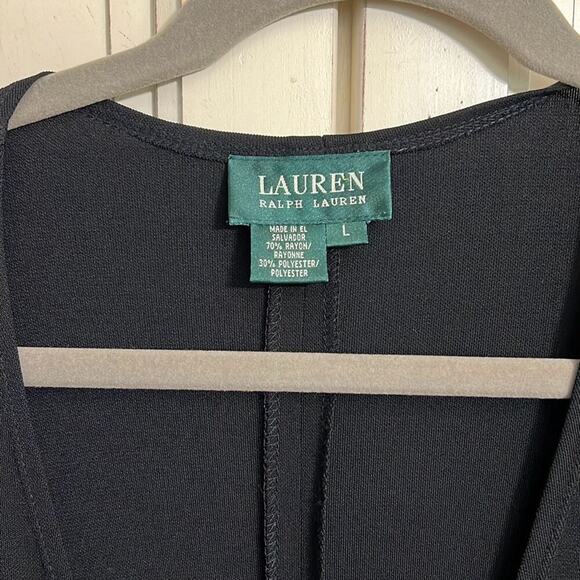 LAUREN
RALPH LAUREN
MADE IN EL
SALVADOR
70% RAYON/
RAYONNE
30% POLYESTER/
POLYESTER
L